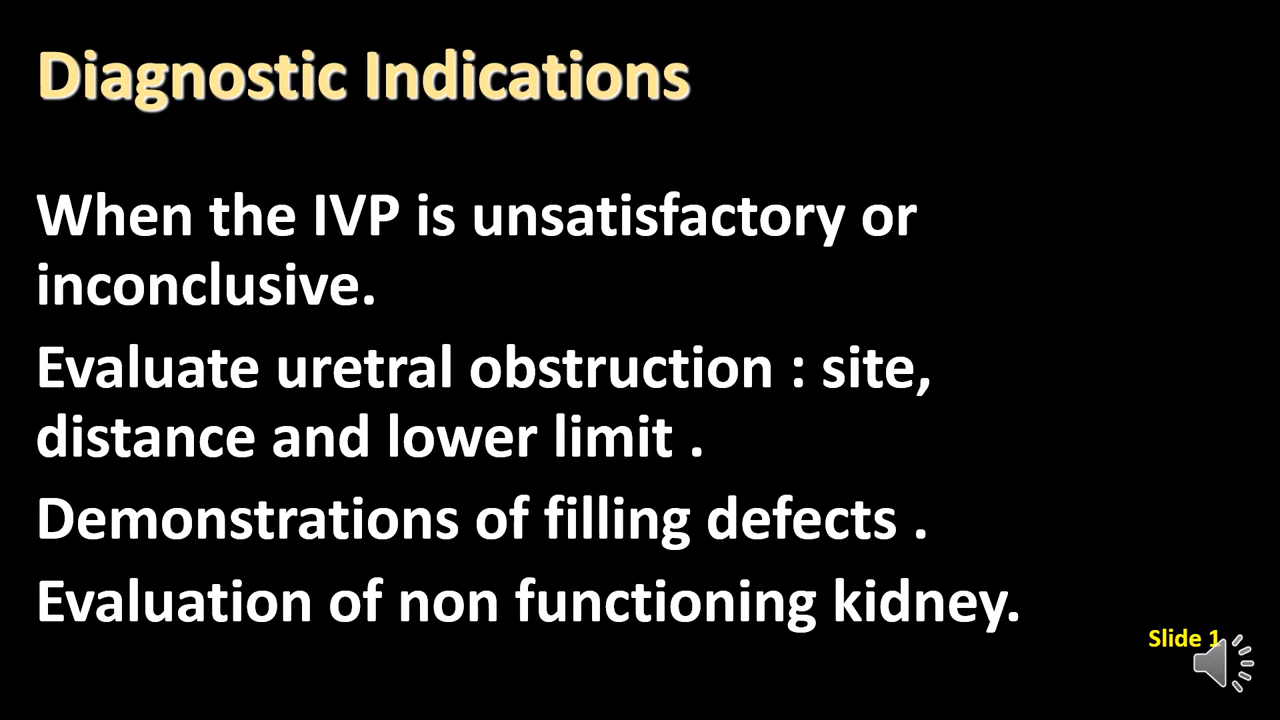 Diagnostic Indications
When the IVP is unsatisfactory or
inconclusive.
Evaluate uretral obstruction : site,
distance and lower limit .
Demonstrations of filling defects .
Evaluation of non functioning kidney.
Slide 1